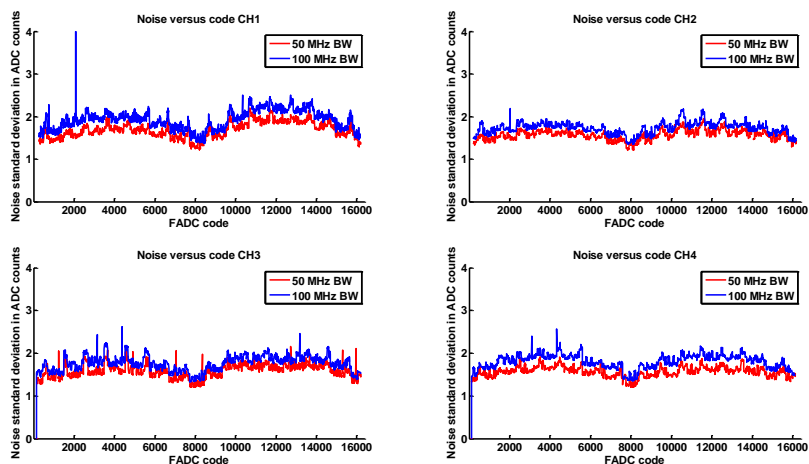 Noise versus code CH1
Noise standard deviation in ADC counts
4
3
2
1
0
50 MHz BW
100 MHz BW
2000 4000 6000 8000 10000 12000 14000 16000
FADC code
Noise versus code CH2
Noise standard deviation in ADC counts
4
3
2
1
0
50 MHz BW
100 MHz BW
2000 4000 6000 8000 10000 12000 14000 16000
FADC code
Noise versus code CH3
Noise standard deviation in ADC counts
4
3
2
1
0
50 MHz BW
100 MHz BW
2000 4000 6000 8000 10000 12000 14000 16000
FADC code
Noise versus code CH4
Noise standard deviation in ADC counts
4
3
2
1
0
50 MHz BW
100 MHz BW
2000 4000 6000 8000 10000 12000 14000 16000
FADC code